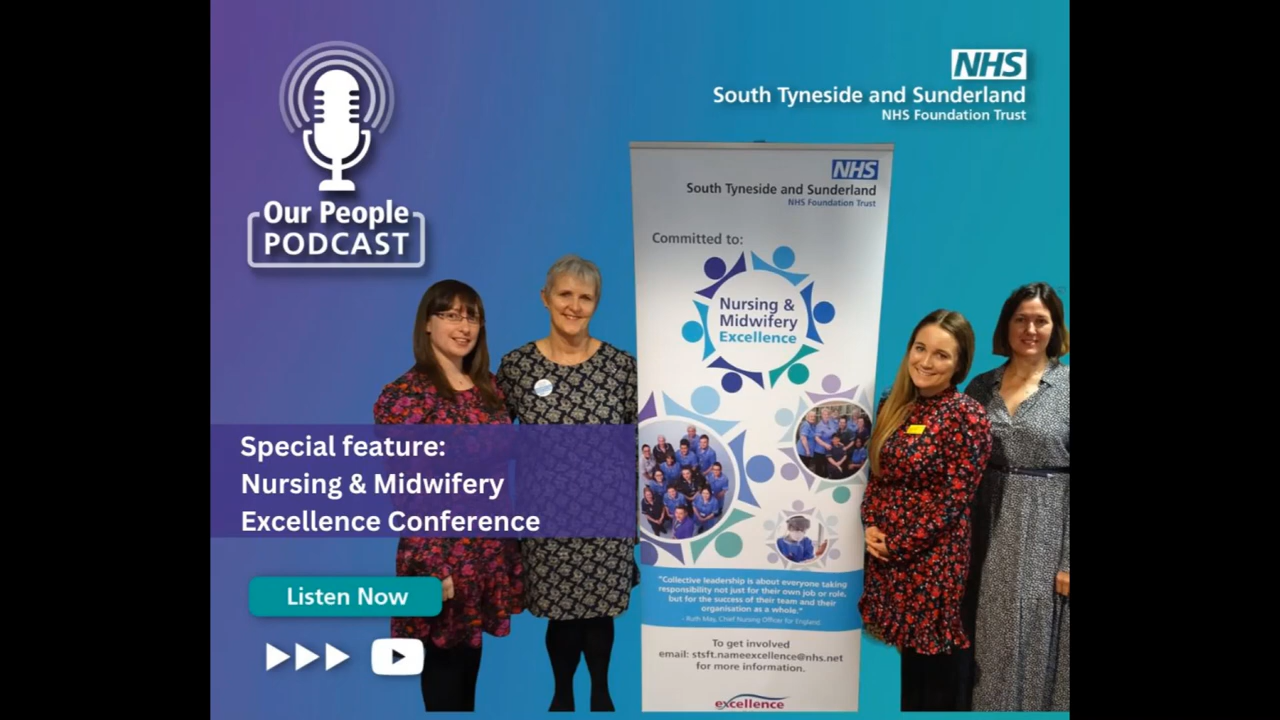 NHS
South Tyneside and Sunderland
NHS Foundation Trust
Our People
PODCAST
NHS
South Tyneside and Sunderland
NHS Foundation Trust
Committed to:
Nursing &
Midwifery
Excellence
Special feature:
Nursing & Midwifery
Excellence Conference
Listen Now
"Collective leadership is about everyone taking
responsibility not just for their own job or role,
but for the success of their team and their
organisation as a whole."
- Ruth May, Chief Nursing Officer for England
To get involved
email: stsft.nameexcellence@nhs.net
for more information.
excellence